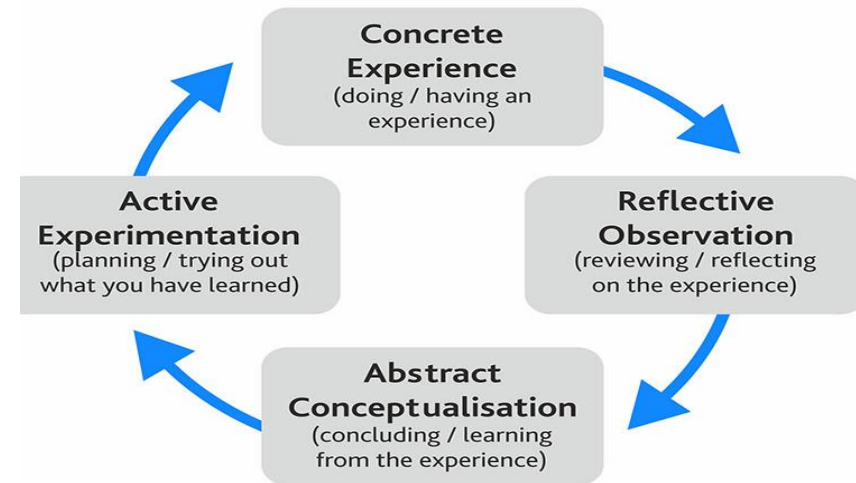 Concrete
Experience
(doing / having an
experience)
Reflective
Observation
(reviewing / reflecting
on the experience)
Abstract
Conceptualisation
(concluding / learning
from the experience)
Active
Experimentation
(planning / trying out
what you have learned)